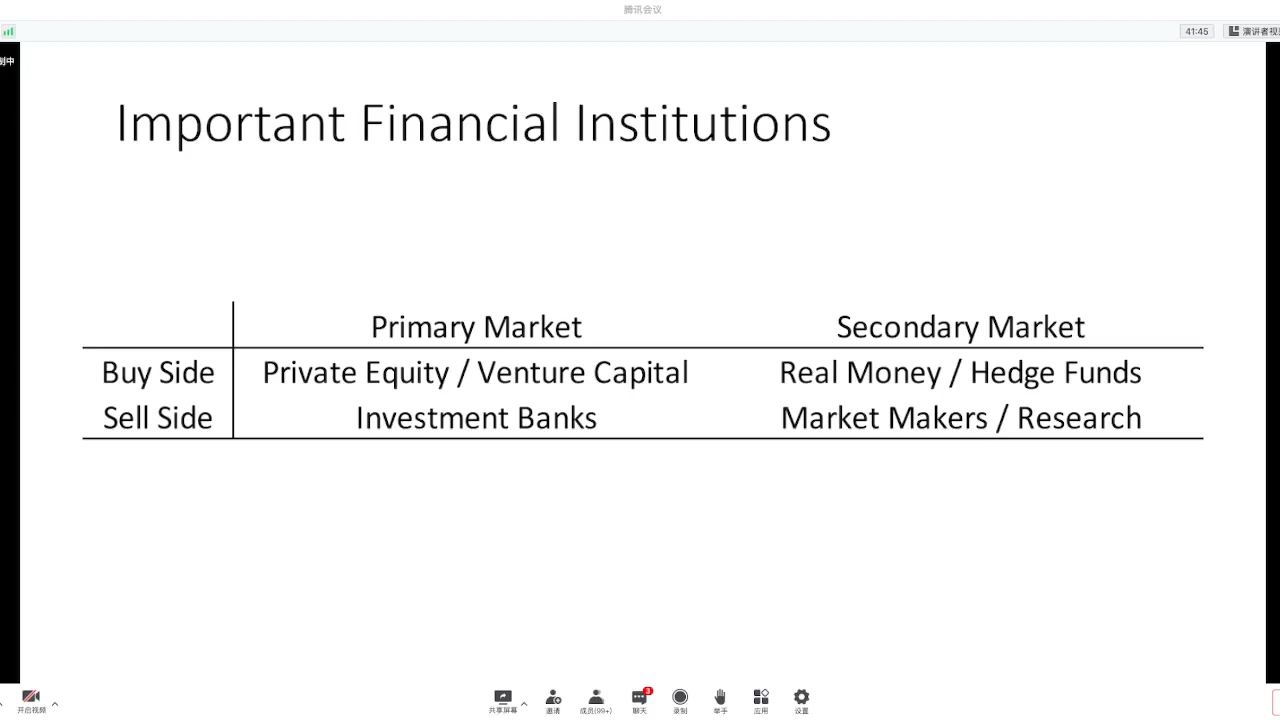 腾讯会议
41:45
演讲者视
制中
Important Financial Institutions
Primary Market Secondary Market
Buy Side Private Equity / Venture Capital Real Money / Hedge Funds
Sell Side Investment Banks Market Makers / Research
开启视频 共享屏幕 邀请 成员(99+) 聊天 3 录制 举手 应用 设置